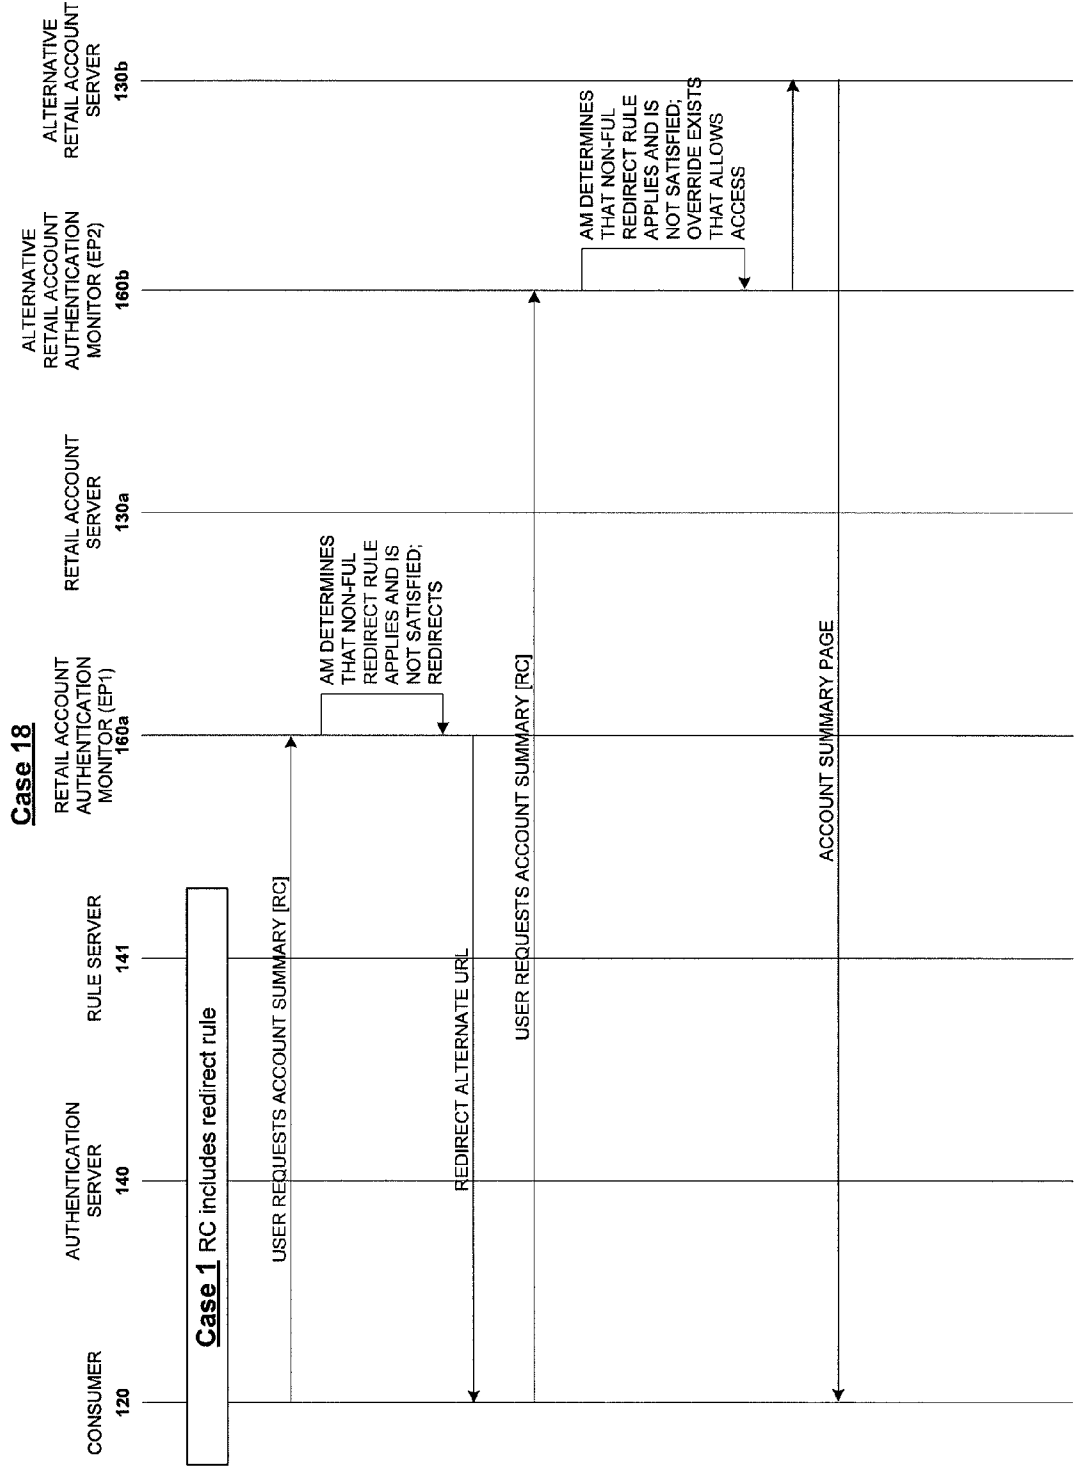 Case 18
CONSUMER
120
AUTHENTICATION
SERVER
140
RULE SERVER
141
RETAIL ACCOUNT
AUTHENTICATION
MONITOR (EP1)
160a
RETAIL ACCOUNT
SERVER
130a
ALTERNATIVE
RETAIL ACCOUNT
AUTHENTICATION
MONITOR (EP2)
160b
ALTERNATIVE
RETAIL ACCOUNT
SERVER
130b
Case 1 RC includes redirect rule
USER REQUESTS ACCOUNT SUMMARY [RC]
AM DETERMINES
THAT NON-FUL
REDIRECT RULE
APPLIES AND IS
NOT SATISFIED;
REDIRECTS
REDIRECT ALTERNATE URL
USER REQUESTS ACCOUNT SUMMARY [RC]
AM DETERMINES
THAT NON-FUL
REDIRECT RULE
APPLIES AND IS
NOT SATISFIED;
OVERRIDE EXISTS
THAT ALLOWS
ACCESS
ACCOUNT SUMMARY PAGE